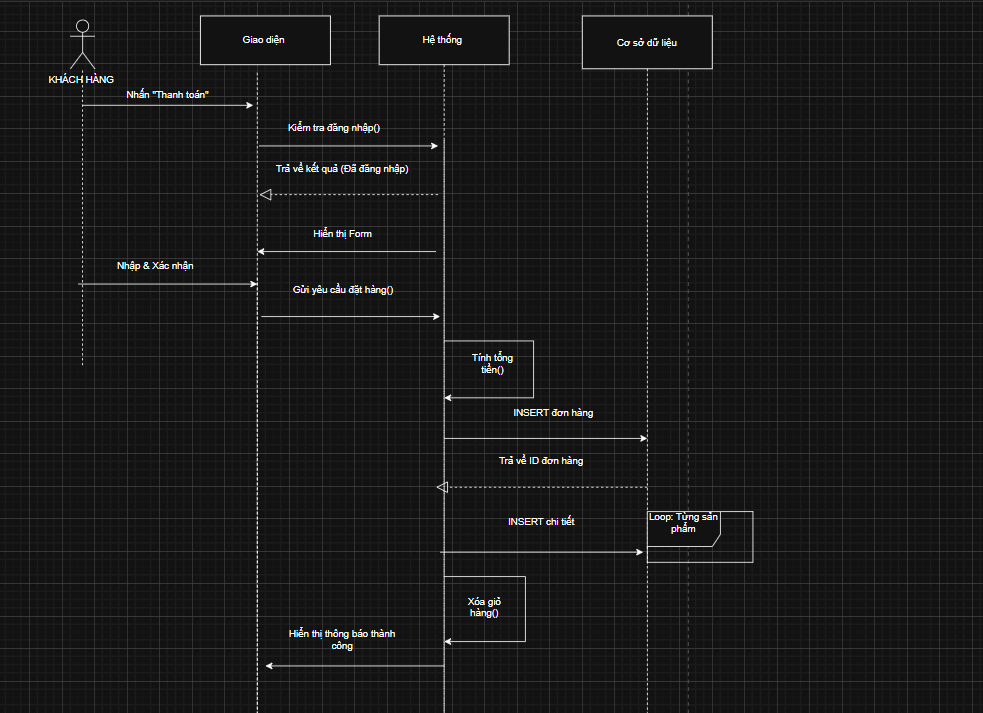 Giao diện
Hệ thống
Cơ sở dữ liệu
KHÁCH HÀNG
Nhấn "Thanh toán"
Kiểm tra đăng nhập()
Trả về kết quả (Đã đăng nhập)
Hiển thị Form
Nhập & Xác nhận
Gửi yêu cầu đặt hàng()
Tính tổng
tiền()
INSERT đơn hàng
Trả về ID đơn hàng
INSERT chi tiết
Loop: Từng sản
phẩm
Xóa giỏ
hàng()
Hiển thị thông báo thành
công